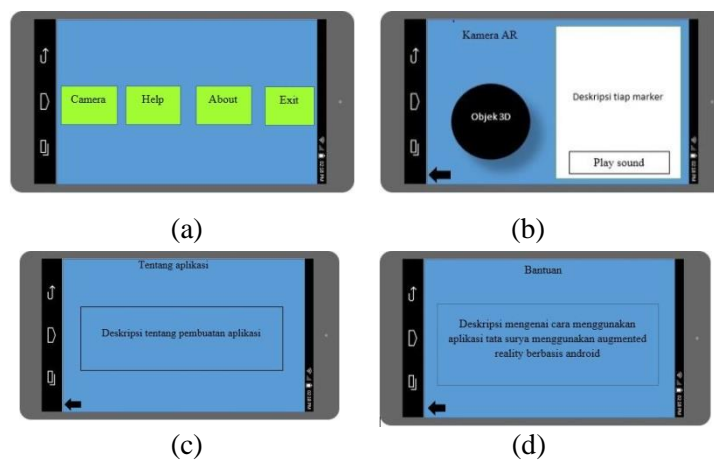 Camera
Help
About
Exit
(a)
Kamera AR
Objek 3D
Deskripsi tiap marker
Play sound
(b)
Tentang aplikasi
Deskripsi tentang pembuatan aplikasi
(c)
Bantuan
Deskripsi mengenai cara menggunakan
aplikasi tata surya menggunakan augmented
reality berbasis android
(d)